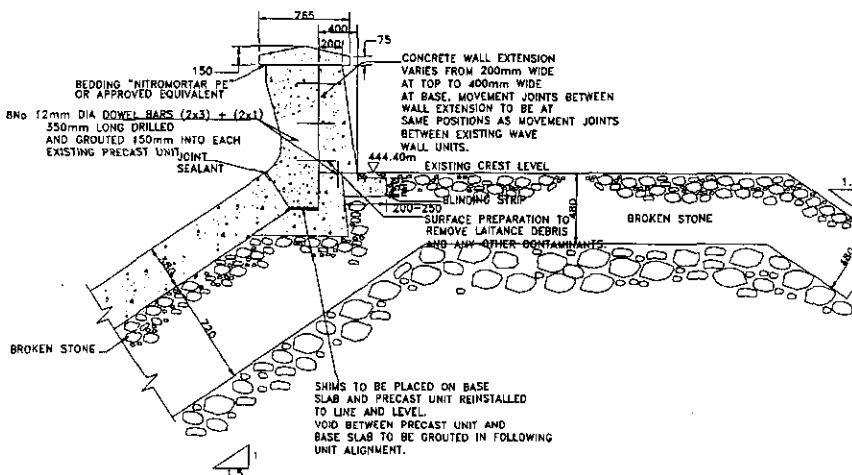 765
400
200
75
150
CONCRETE WALL EXTENSION
VARIES FROM 200mm WIDE
AT TOP TO 400mm WIDE
AT BASE. MOVEMENT JOINTS BETWEEN
WALL EXTENSION TO BE AT
SAME POSITIONS AS MOVEMENT JOINTS
BETWEEN EXISTING WAVE
WALL UNITS.
BEDDING "NITROMORTAR PE"
OR APPROVED EQUIVALENT
8No 12mm DIA DOWEL BARS (2x3) + (2x1)
350mm LONG DRILLED
AND GROUTED 150mm INTO EACH
EXISTING PRECAST UNIT
JOINT
SEALANT
444.40m
EXISTING CREST LEVEL
BLINDING STRIP
200-250
SURFACE PREPARATION TO
REMOVE LAITANCE DEBRIS
AND ANY OTHER CONTAMINANTS.
480
BROKEN STONE
1.
480
720
BROKEN STONE
SHIMS TO BE PLACED ON BASE
SLAB AND PRECAST UNIT REINSTALLED
TO LINE AND LEVEL.
VOID BETWEEN PRECAST UNIT AND
BASE SLAB TO BE GROUTED IN FOLLOWING
UNIT ALIGNMENT.
1
1.5